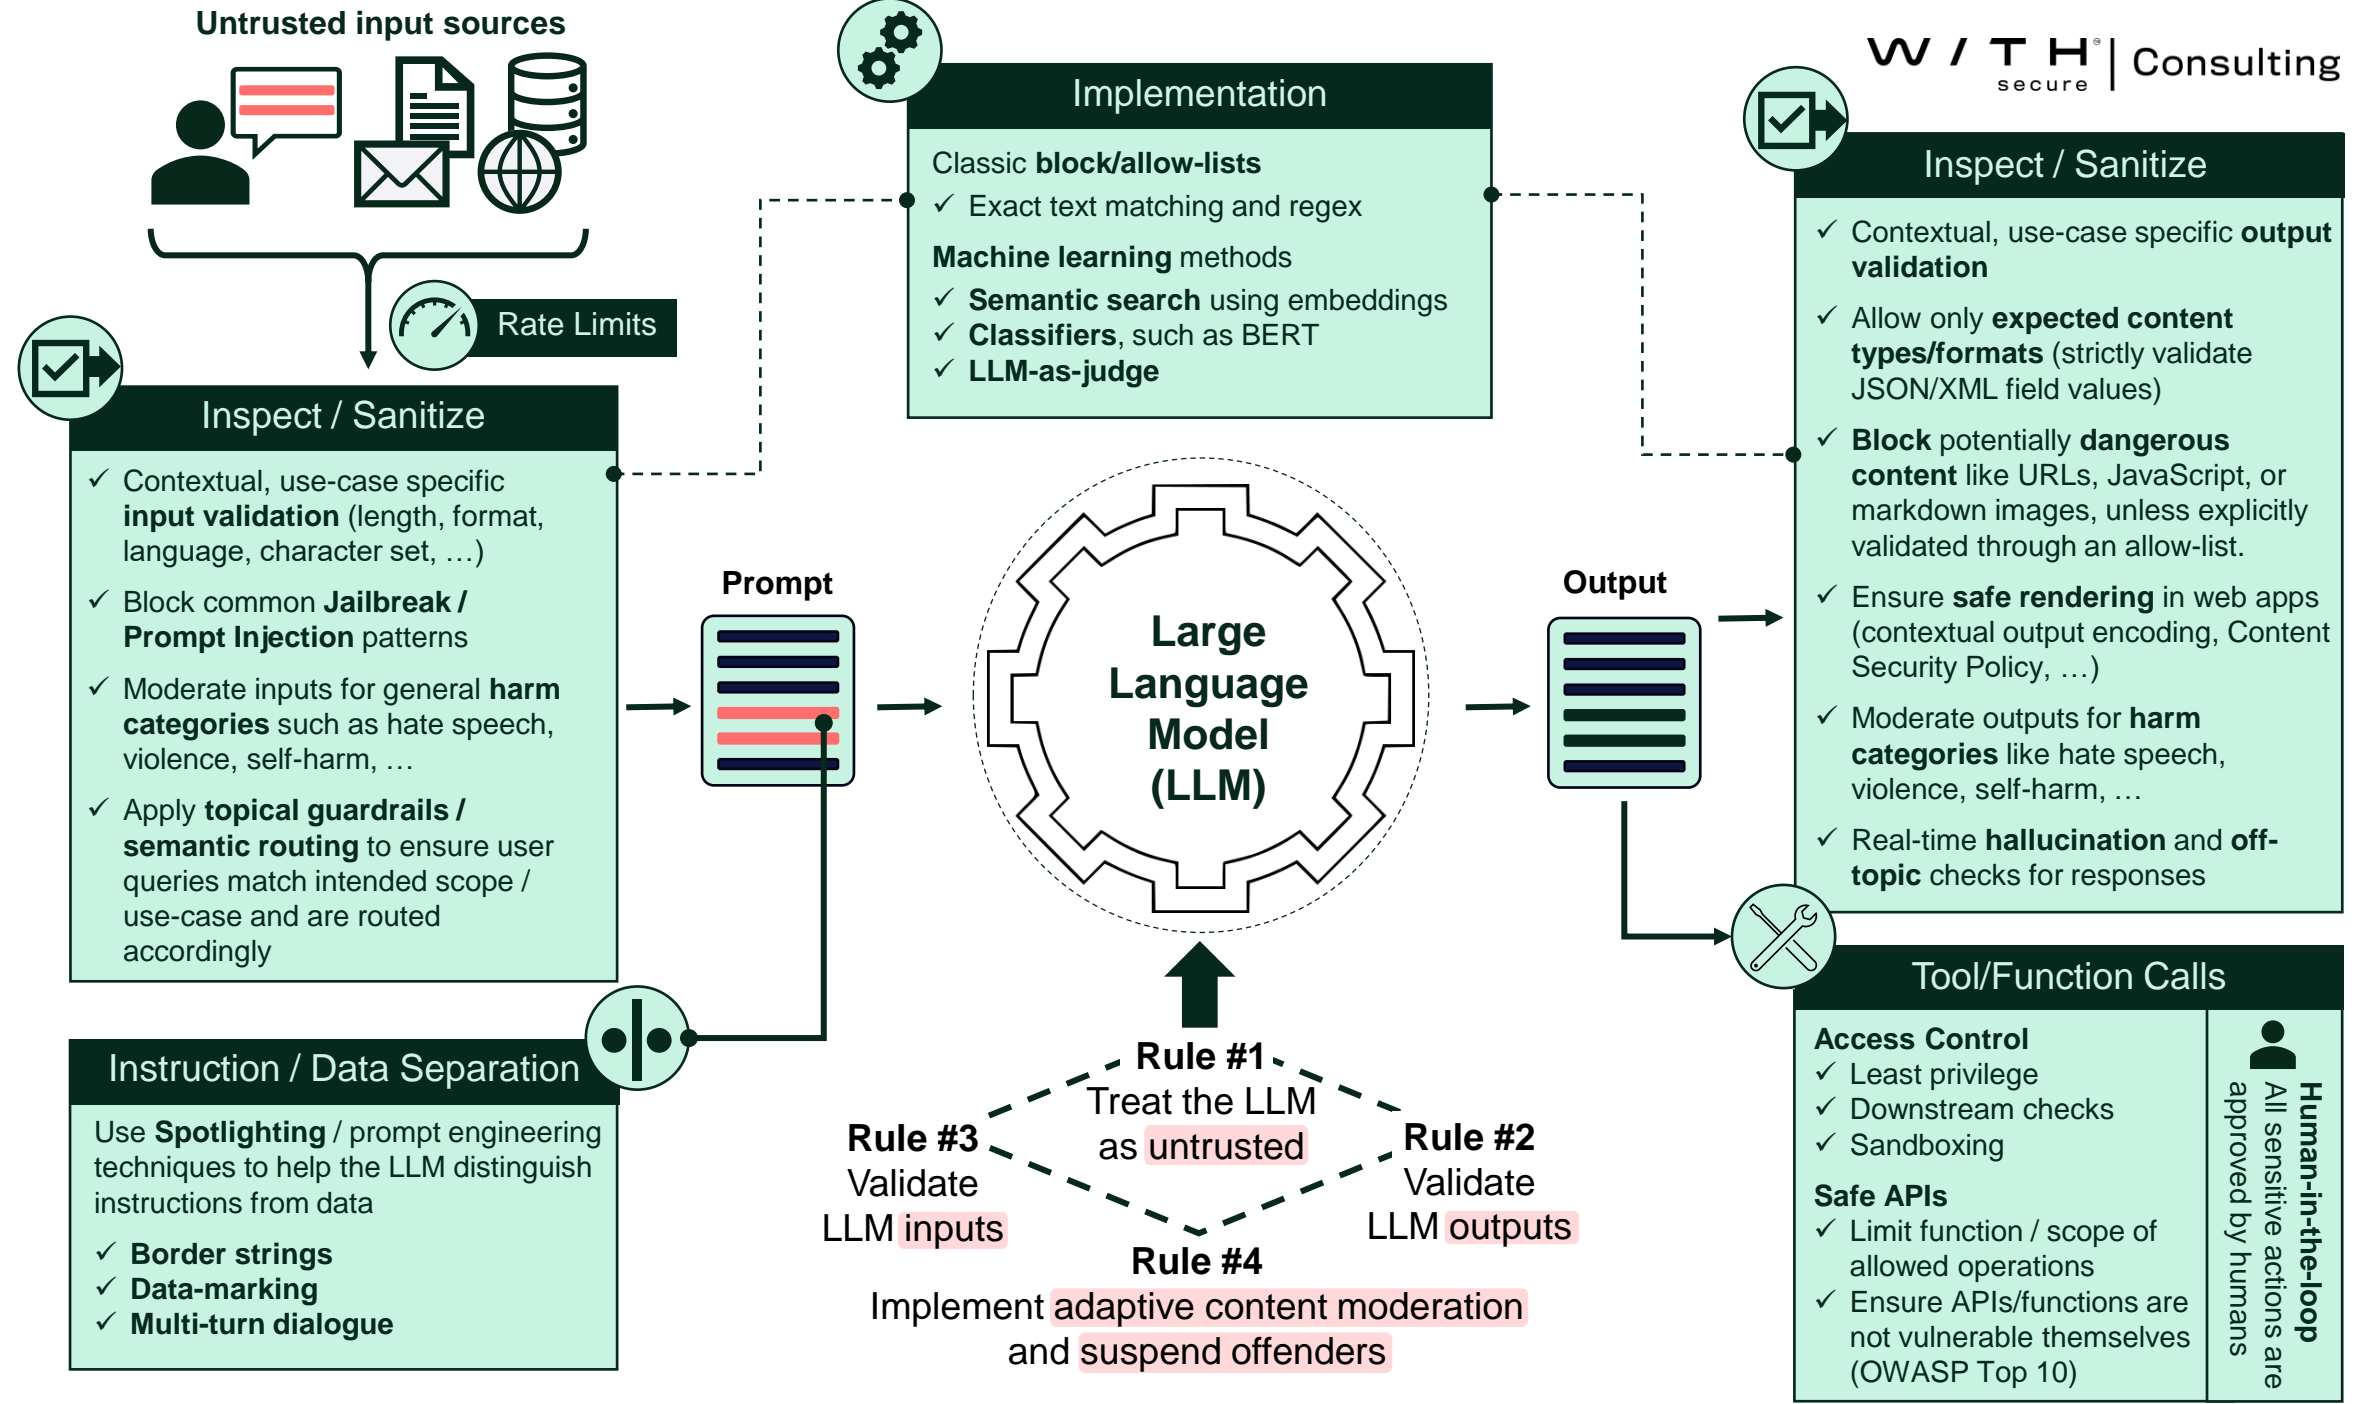 Untrusted input sources
Rate Limits
Inspect / Sanitize
✓ Contextual, use-case specific
input validation (length, format,
language, character set, …)
✓ Block common Jailbreak /
Prompt Injection patterns
✓ Moderate inputs for general harm
categories such as hate speech,
violence, self-harm, …
✓ Apply topical guardrails /
semantic routing to ensure user
queries match intended scope /
use-case and are routed
accordingly
Instruction / Data Separation
Use Spotlighting / prompt engineering
techniques to help the LLM distinguish
instructions from data
✓ Border strings
✓ Data-marking
✓ Multi-turn dialogue
Implementation
Classic block/allow-lists
✓ Exact text matching and regex
Machine learning methods
✓ Semantic search using embeddings
✓ Classifiers, such as BERT
✓ LLM-as-judge
Prompt
Large
Language
Model
(LLM)
Output
Rule #1
Treat the LLM
as untrusted
Rule #3
Validate
LLM inputs
Rule #2
Validate
LLM outputs
Rule #4
Implement adaptive content moderation
and suspend offenders
W / T H
secure
Consulting
Inspect / Sanitize
✓ Contextual, use-case specific output
validation
✓ Allow only expected content
types/formats (strictly validate
JSON/XML field values)
✓ Block potentially dangerous
content like URLs, JavaScript, or
markdown images, unless explicitly
validated through an allow-list.
✓ Ensure safe rendering in web apps
(contextual output encoding, Content
Security Policy, …)
✓ Moderate outputs for harm
categories like hate speech,
violence, self-harm, …
✓ Real-time hallucination and off-
topic checks for responses
Tool/Function Calls
Access Control
✓ Least privilege
✓ Downstream checks
✓ Sandboxing
Safe APIs
✓ Limit function / scope of
allowed operations
✓ Ensure APIs/functions are
not vulnerable themselves
(OWASP Top 10)
Human-in-the-loop
All sensitive actions are
approved by humans